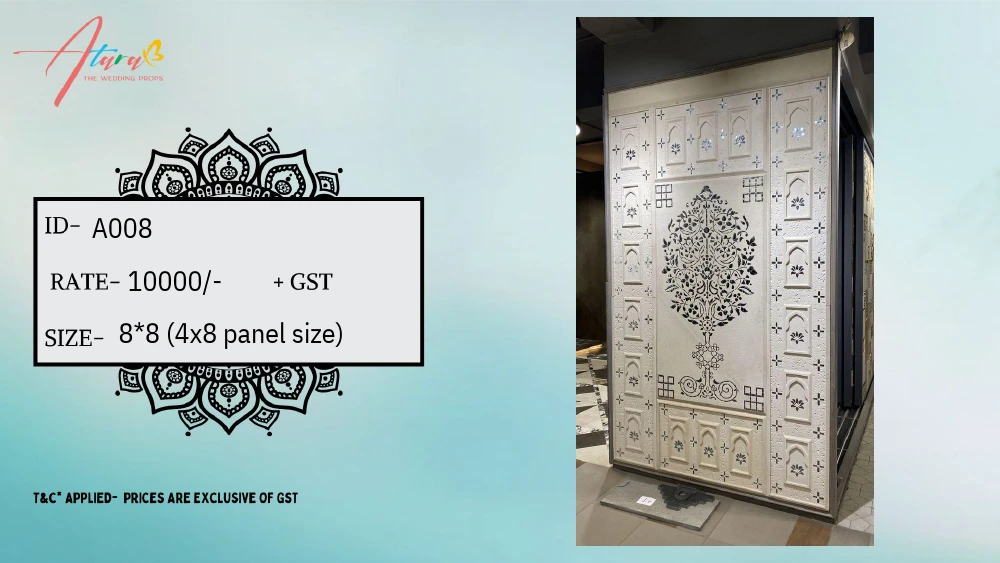 Atura
THE WEDDING PROPS
ID- A008
RATE- 10000/- + GST
SIZE- 8*8 (4x8 panel size)
T&C* APPLIED- PRICES ARE EXCLUSIVE OF GST